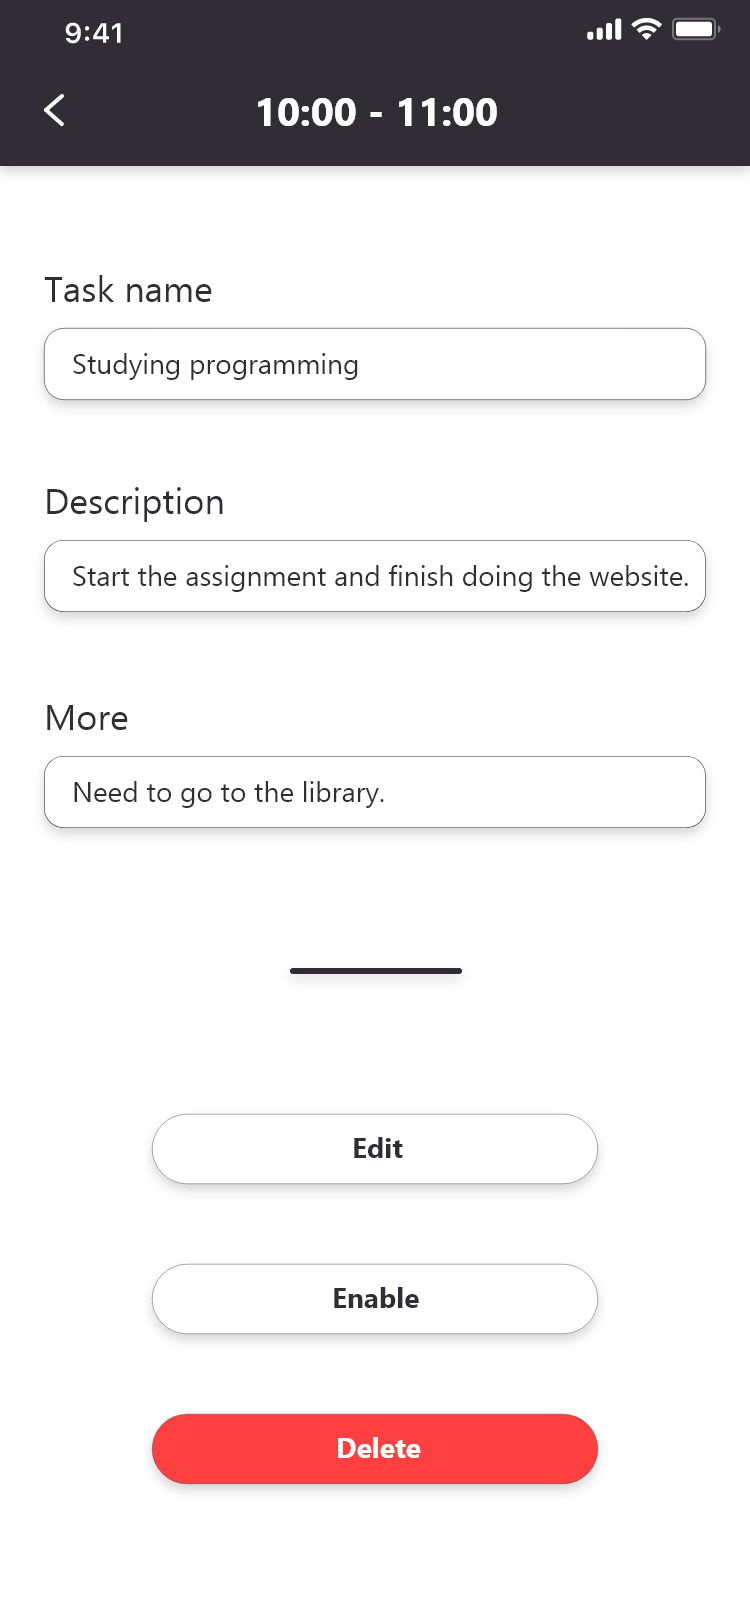 9:41
10:00 - 11:00
Task name
Studying programming
Description
Start the assignment and finish doing the website.
More
Need to go to the library.
Edit
Enable
Delete